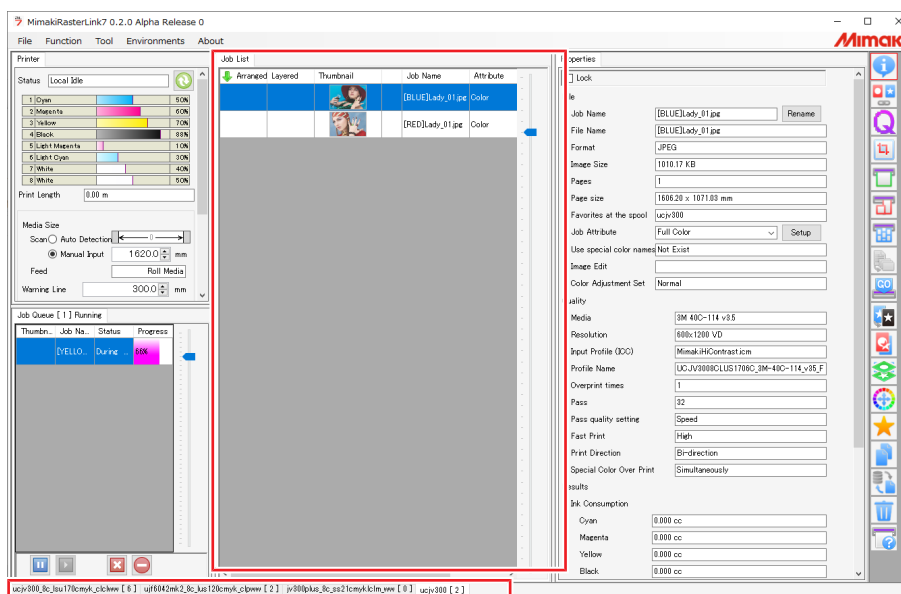 MimakiRasterLink7 0.2.0 Alpha Release 0
File Function Tool Environments About
Mimaki
Printer
Status Local Idle
1 Cyan 50%
2 Magenta 60%
3 Yellow 70%
4 Black 88%
5 Light Magenta 10%
6 Light Cyan 30%
7 White 40%
8 White 50%
Print Length 0.00 m
Media Size
Scan Auto Detection 0
Manual Input 1620.0 mm
Feed Roll Media
Warning Line 300.0 mm
Job Queue [ 1 ] Running
Thumbn... Job Na... Status Progress
[YELLO... During ... 66%
Job List
Arranged Layered Thumbnail Job Name Attribute
[BLUE]Lady_01.jpg Color
[RED]Lady_01.jpg Color
operties
Lock
le
Job Name [BLUE]Lady_01.jpg Rename
File Name [BLUE]Lady_01.jpg
Format JPEG
Image Size 1010.17 KB
Pages 1
Page size 1606.20 x 1071.03 mm
Favorites at the spool ucjv300
Job Attribute Full Color Setup
Use special color names Not Exist
Image Edit
Color Adjustment Set Normal
uality
Media 3M 40C-114 v3.5
Resolution 600x1200 VD
Input Profile (ICC) MimakiHiContrast.icm
Profile Name UCJV3008CLUS1706C_3M-40C-114_v35_F
Overprint times 1
Pass 32
Pass quality setting Speed
Fast Print High
Print Direction Bi-direction
Special Color Over Print Simultaneously
esults
Ink Consumption
Cyan 0.000 cc
Magenta 0.000 cc
Yellow 0.000 cc
Black 0.000 cc
Q
GO
ucjv300_8c_lsu170cmyk_clclww [ 6 ] ujf6042mk2_8c_lus120cmyk_clpww [ 2 ] jv300plus_8c_ss21cmyklclm_ww [ 0 ] ucjv300 [ 2 ]